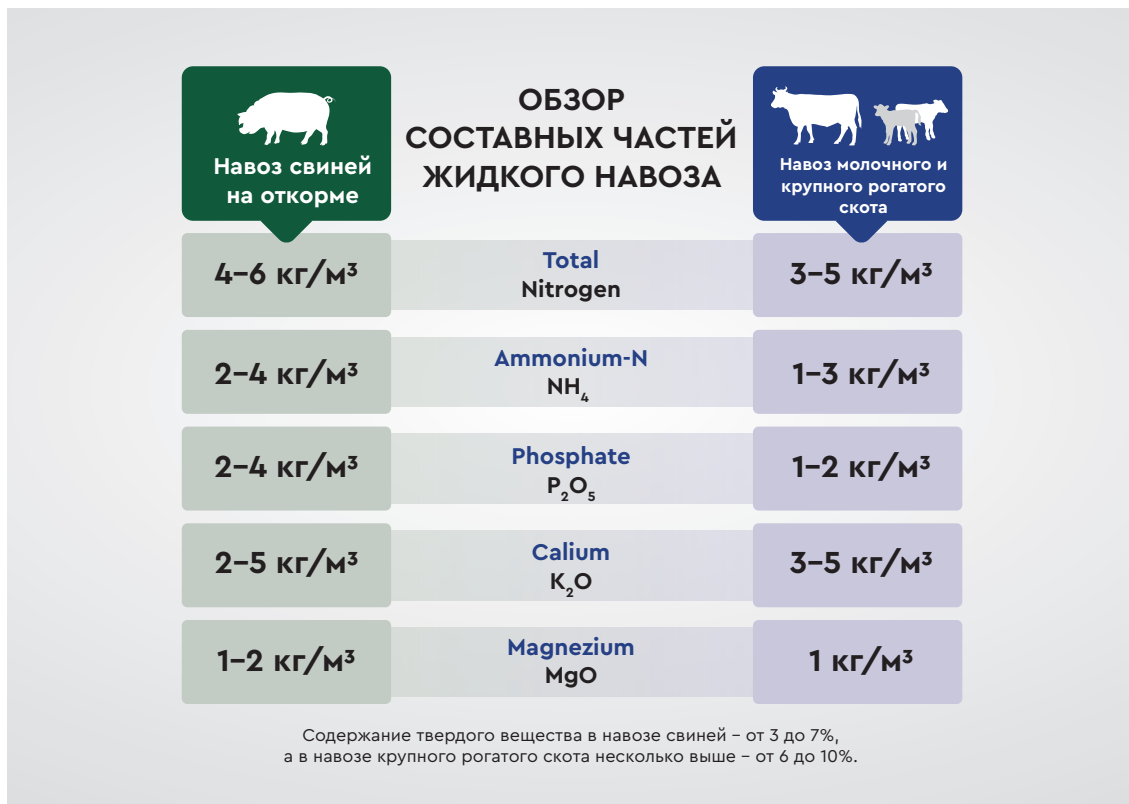 Навоз свиней
на откорме
ОБЗОР
СОСТАВНЫХ ЧАСТЕЙ
ЖИДКОГО НАВОЗА
Навоз молочного и
крупного рогатого
скота
4–6 кг/м³
Total
Nitrogen
3–5 кг/м³
2–4 кг/м³
Ammonium-N
NH₄
1–3 кг/м³
2–4 кг/м³
Phosphate
P₂O₅
1–2 кг/м³
2–5 кг/м³
Calium
K₂O
3–5 кг/м³
1–2 кг/м³
Magnezium
MgO
1 кг/м³
Содержание твердого вещества в навозе свиней – от 3 до 7%,
а в навозе крупного рогатого скота несколько выше – от 6 до 10%.